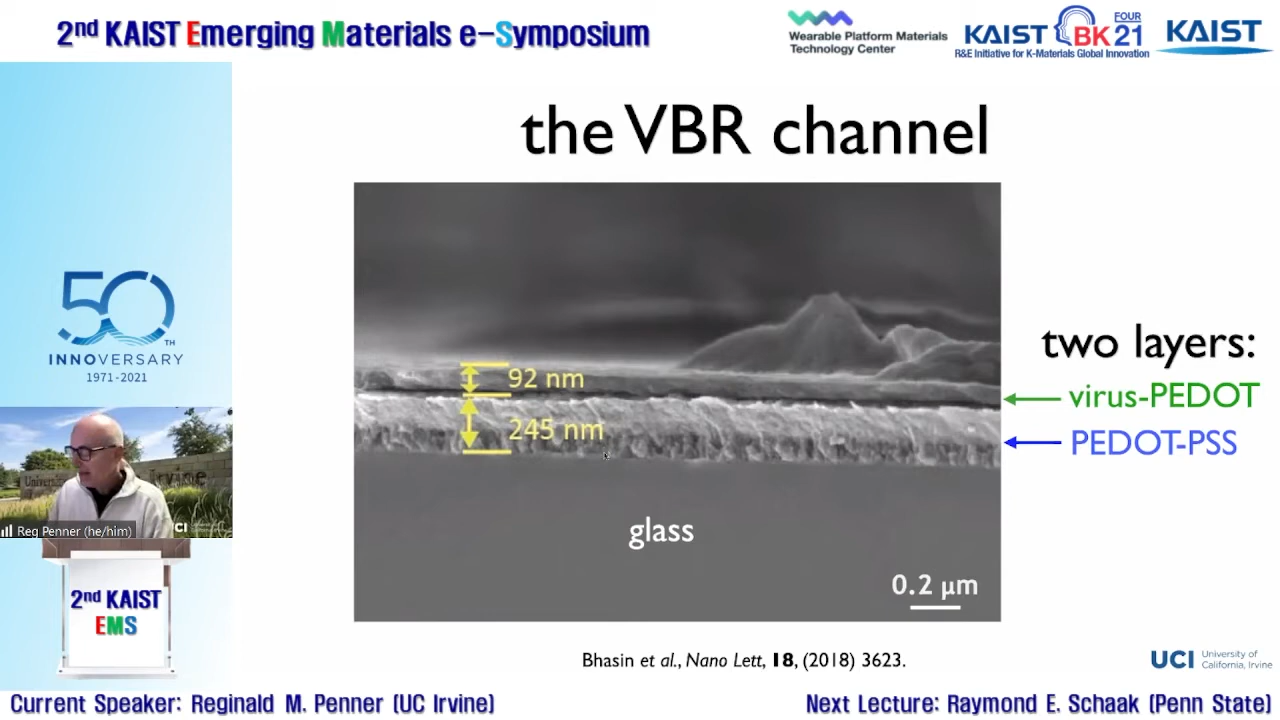 2nd KAIST Emerging Materials e-Symposium
Wearable Platform Materials
Technology Center
KAIST BK21 FOUR
R&E Initiative for K-Materials Global Innovation
KAIST
the VBR channel
92 nm
245 nm
glass
0.2 μm
two layers:
virus-PEDOT
PEDOT-PSS
50TH
INNOVERSARY
1971-2021
Reg Penner (he/him)
UCI
2nd KAIST
EMS
Bhasin et al., Nano Lett, 18, (2018) 3623.
UCI University of
California, Irvine
Current Speaker: Reginald M. Penner (UC Irvine)
Next Lecture: Raymond E. Schaak (Penn State)